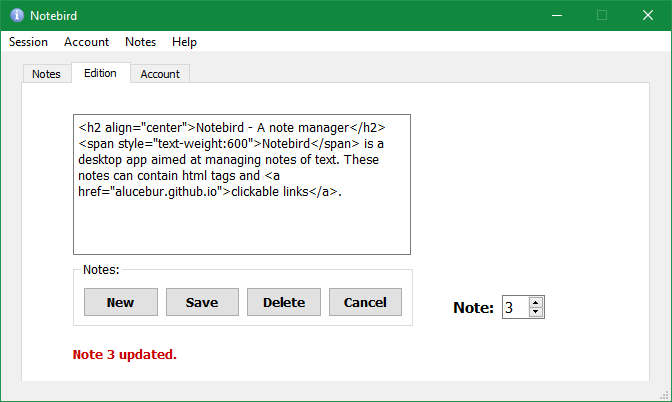 Notebird
Session Account Notes Help
Notes Edition Account
<h2 align="center">Notebird - A note manager</h2>
<span style="text-weight:600">Notebird</span> is a
desktop app aimed at managing notes of text. These
notes can contain html tags and <a
href="alucebur.github.io">clickable links</a>.
Notes:
New Save Delete Cancel
Note: 3
Note 3 updated.